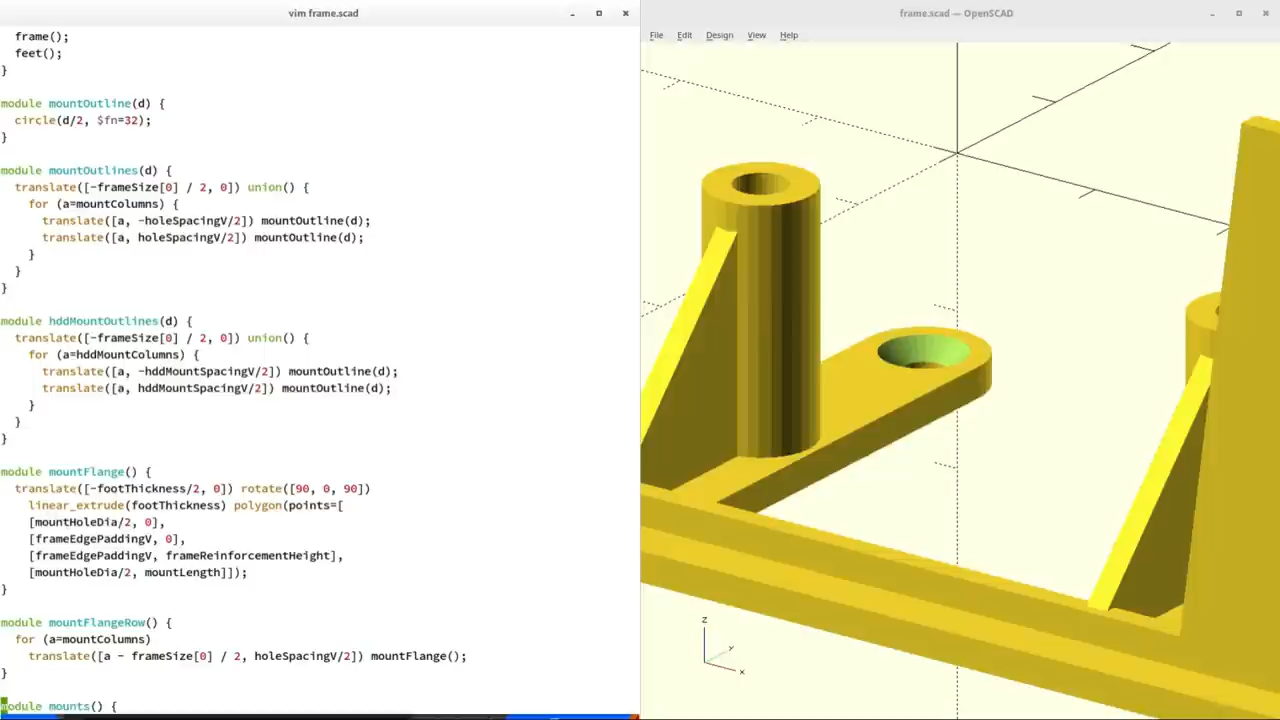 vim frame.scad
frame();
feet();
}
module mountOutline(d) {
circle(d/2, $fn=32);
}
module mountOutlines(d) {
translate([-frameSize[0] / 2, 0]) union() {
for (a=mountColumns) {
translate([a, -holeSpacingV/2]) mountOutline(d);
translate([a, holeSpacingV/2]) mountOutline(d);
}
}
}
module hddMountOutlines(d) {
translate([-frameSize[0] / 2, 0]) union() {
for (a=hddMountColumns) {
translate([a, -hddMountSpacingV/2]) mountOutline(d);
translate([a, hddMountSpacingV/2]) mountOutline(d);
}
}
}
module mountFlange() {
translate([-footThickness/2, 0]) rotate([90, 0, 90])
linear_extrude(footThickness) polygon(points=[
[mountHoleDia/2, 0],
[frameEdgePaddingV, 0],
[frameEdgePaddingV, frameReinforcementHeight],
[mountHoleDia/2, mountLength]]);
}
module mountFlangeRow() {
for (a=mountColumns)
translate([a - frameSize[0] / 2, holeSpacingV/2]) mountFlange();
}
module mounts() {
frame.scad — OpenSCAD
File Edit Design View Help
z
y
x